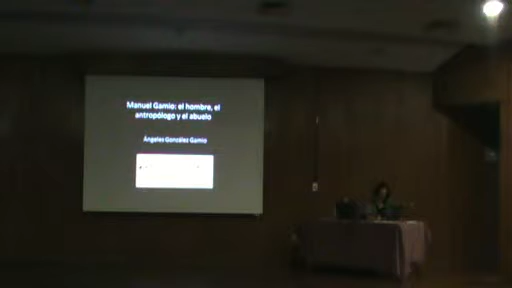 Manuel Gamio: el hombre, el
antropólogo y el abuelo
Ángeles González Gamio